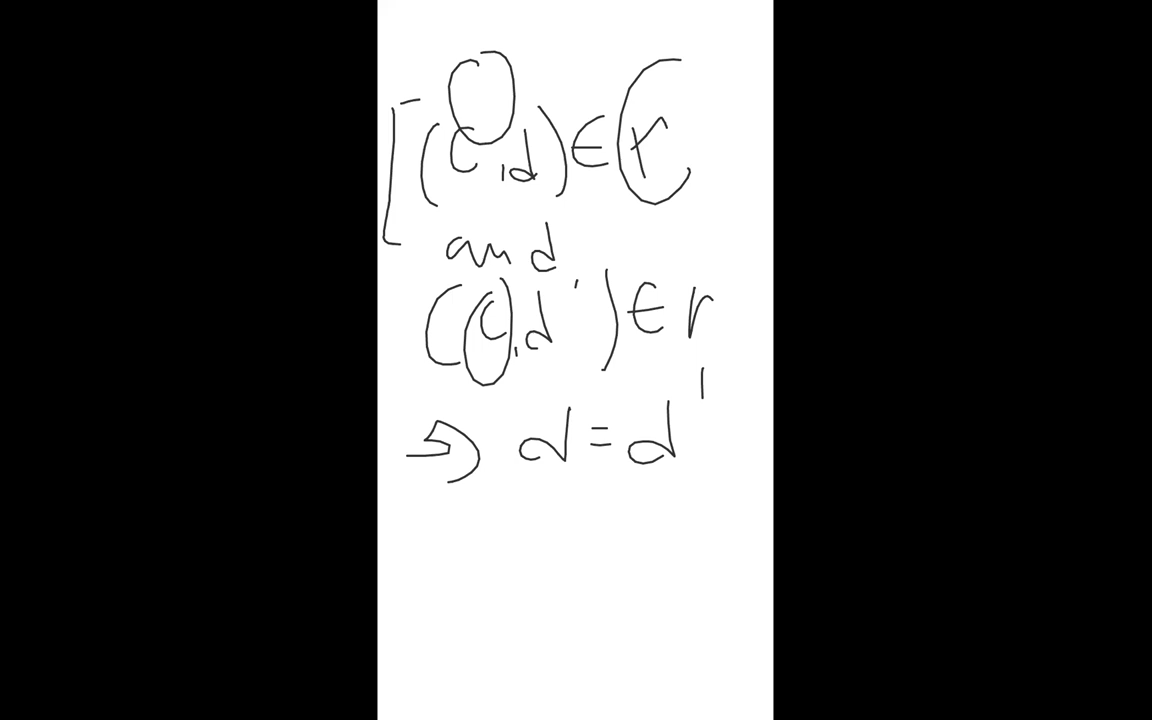 [(c,d) ∈ r
and
(c,d') ∈ r
⇒ d = d'